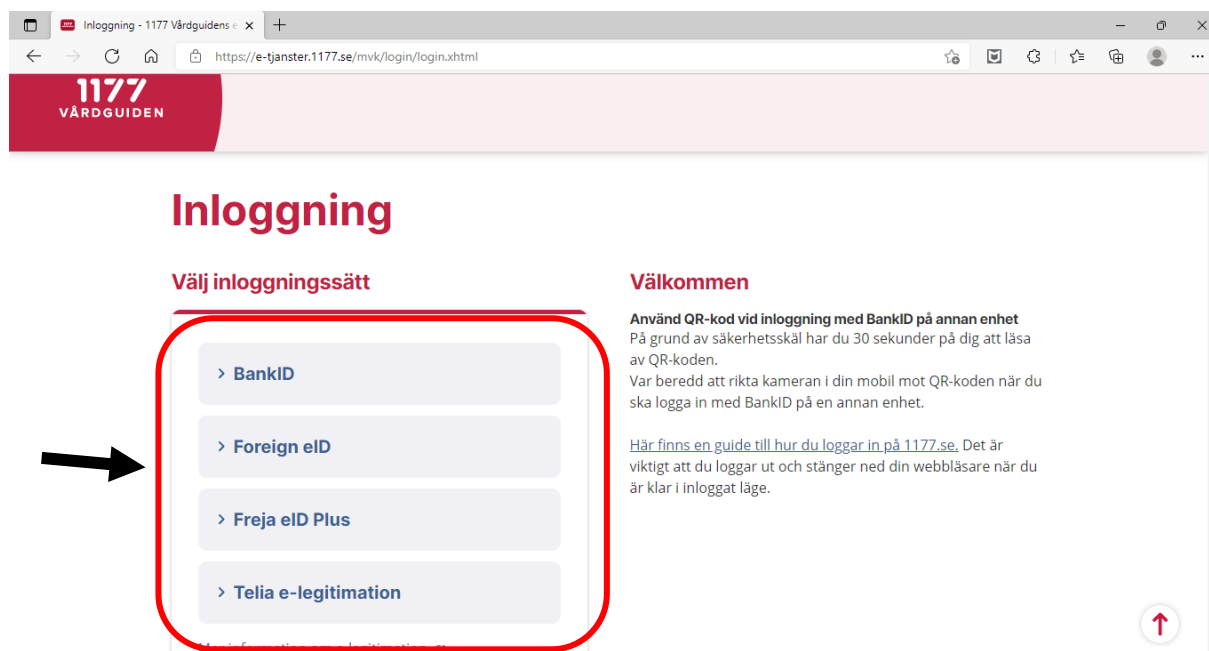 Inloggning - 1177 Vårdguidens e
https://e-tjanster.1177.se/mvk/login/login.xhtml
1177
VÅRDGUIDEN
Inloggning
Välj inloggningssätt
BankID
Foreign eID
Freja eID Plus
Telia e-legitimation
Mer information om e-legitimation
Välkommen
Använd QR-kod vid inloggning med BankID på annan enhet
På grund av säkerhetsskäl har du 30 sekunder på dig att läsa
av QR-koden.
Var beredd att rikta kameran i din mobil mot QR-koden när du
ska logga in med BankID på en annan enhet.
Här finns en guide till hur du loggar in på 1177.se. Det är
viktigt att du loggar ut och stänger ned din webbläsare när du
är klar i inloggat läge.